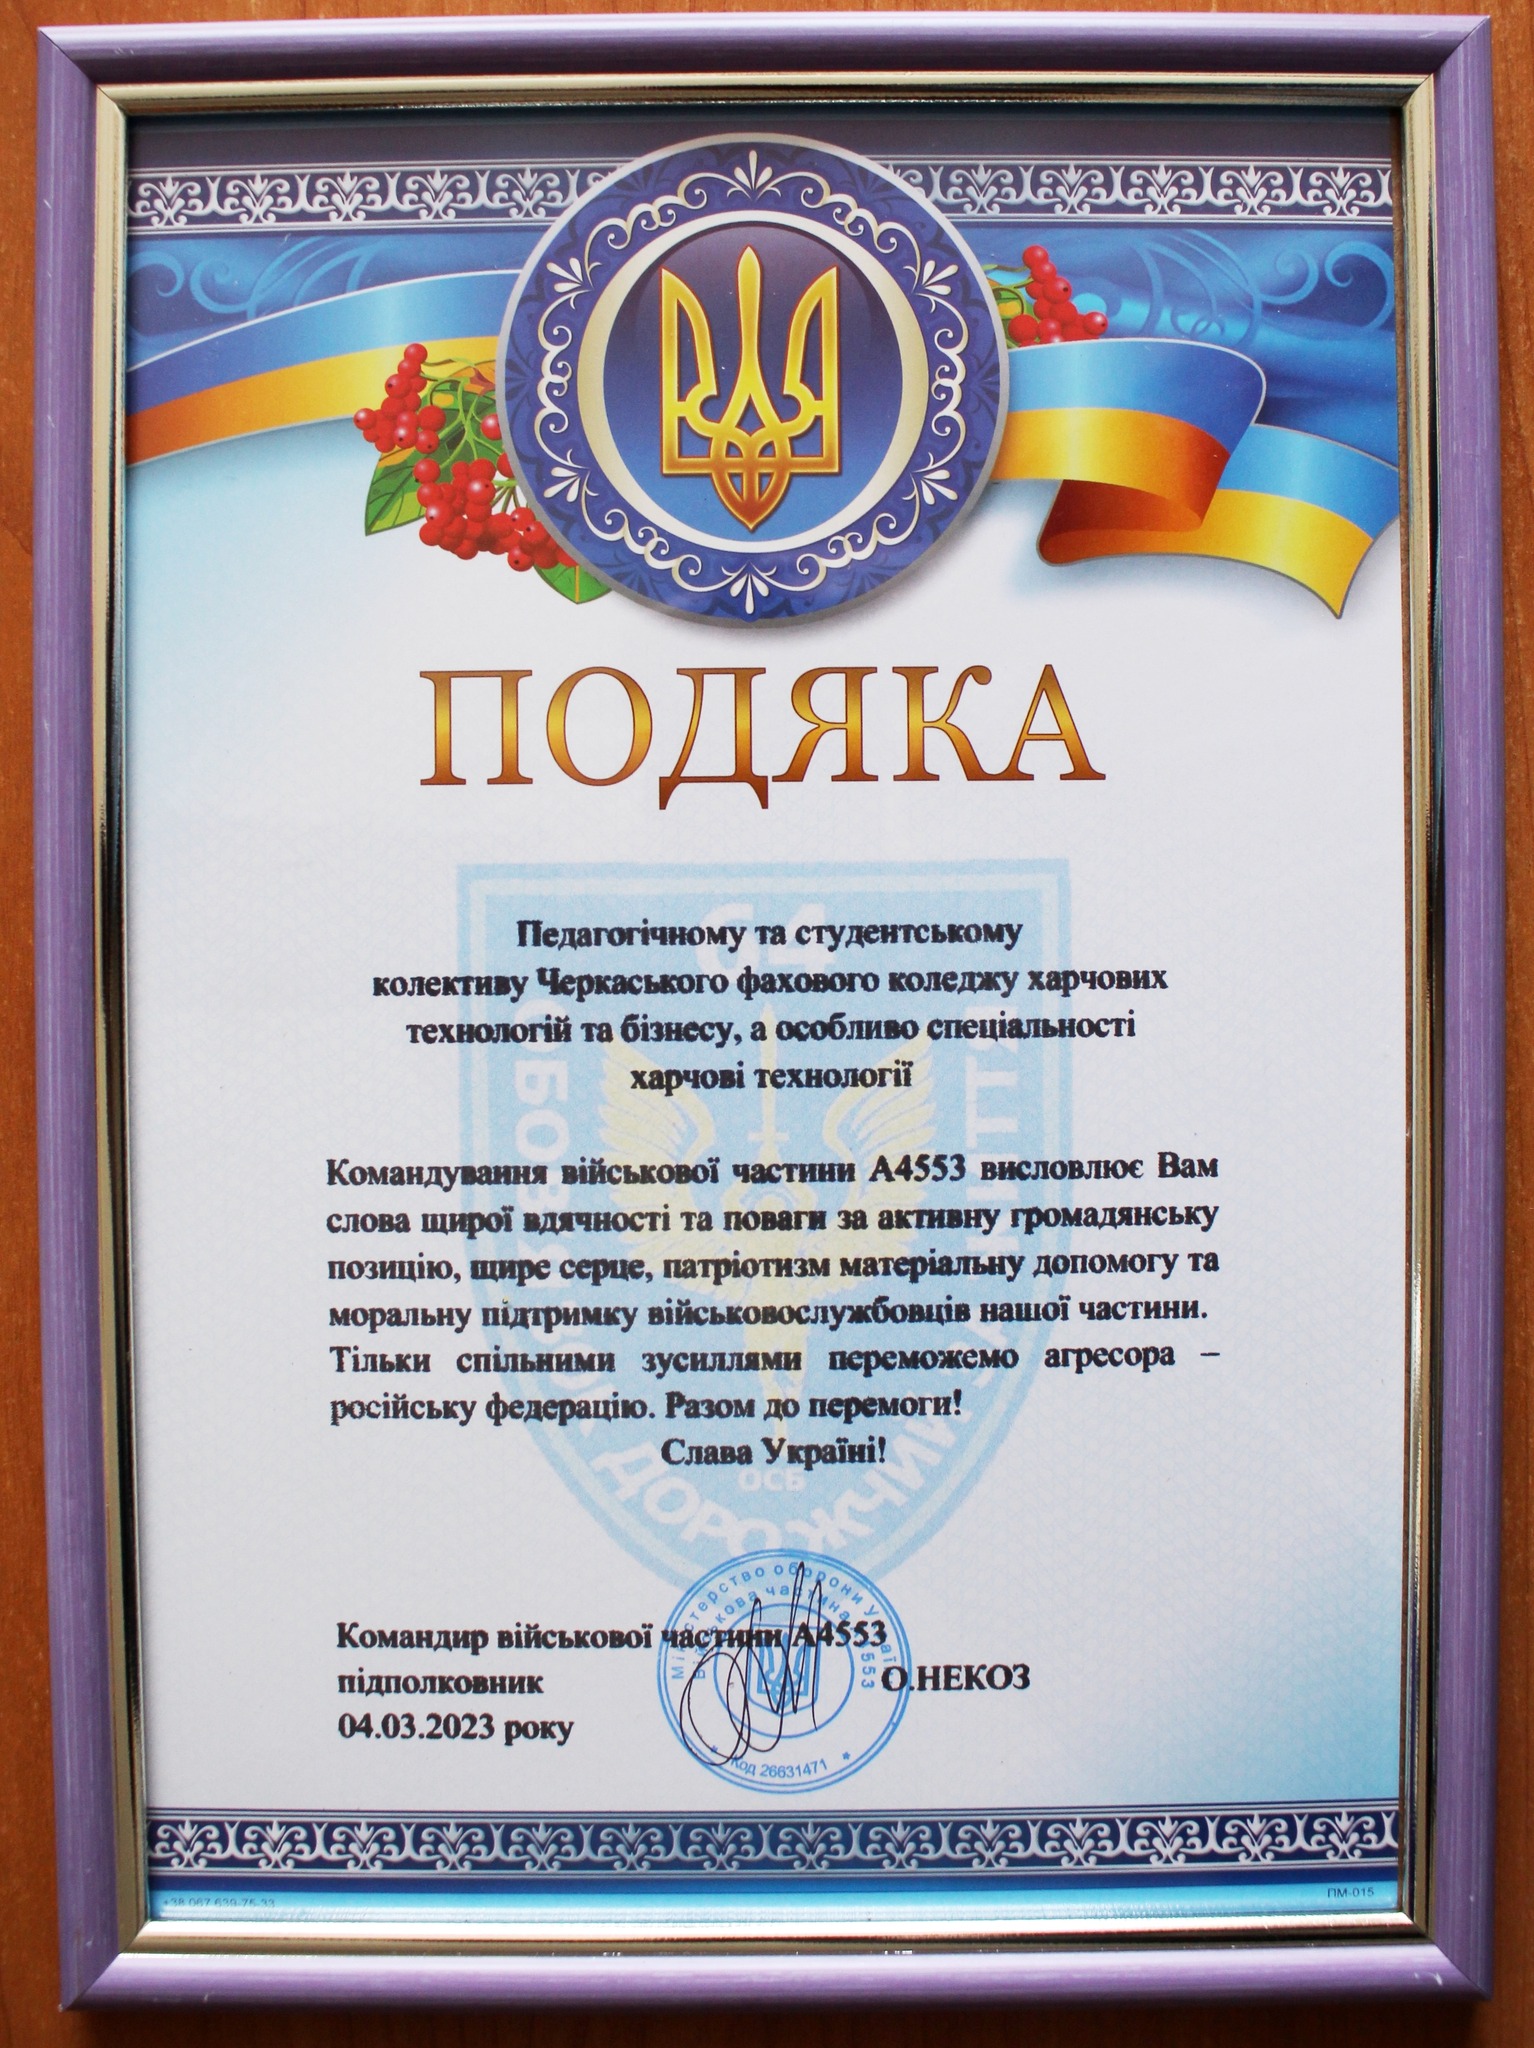 ПОДЯКА
64
Педагогічному та студентському
колективу Черкаського фахового коледжу харчових
технологій та бізнесу, а особливо спеціальності
харчові технології
Командування військової частини А4553 висловлює Вам
слова щирої вдячності та поваги за активну громадянську
позицію, щире серце, патріотизм матеріальну допомогу та
моральну підтримку військовослужбовців нашої частини.
Тільки спільними зусиллями переможемо агресора –
російську федерацію. Разом до перемоги!
Слава Україні!
ОСБ
Міністерство оборони
Військова частина
Командир військової частини А4553
підполковник О.НЕКОЗ
04.03.2023 року
Код 26631471
+38 067 639-75-33
ПМ-015